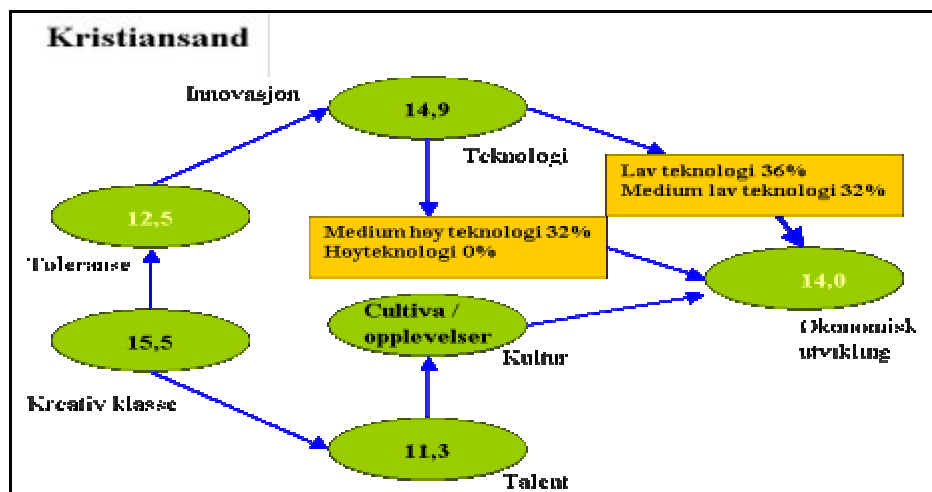 Kristiansand
Innovasjon
14,9
Teknologi
Lav teknologi 36%
Medium lav teknologi 32%
12,5
Toleranse
Medium høy teknologi 32%
Høyteknologi 0%
14,0
Økonomisk
utvikling
Cultiva /
opplevelser
Kultur
15,5
Kreativ klasse
11,3
Talent